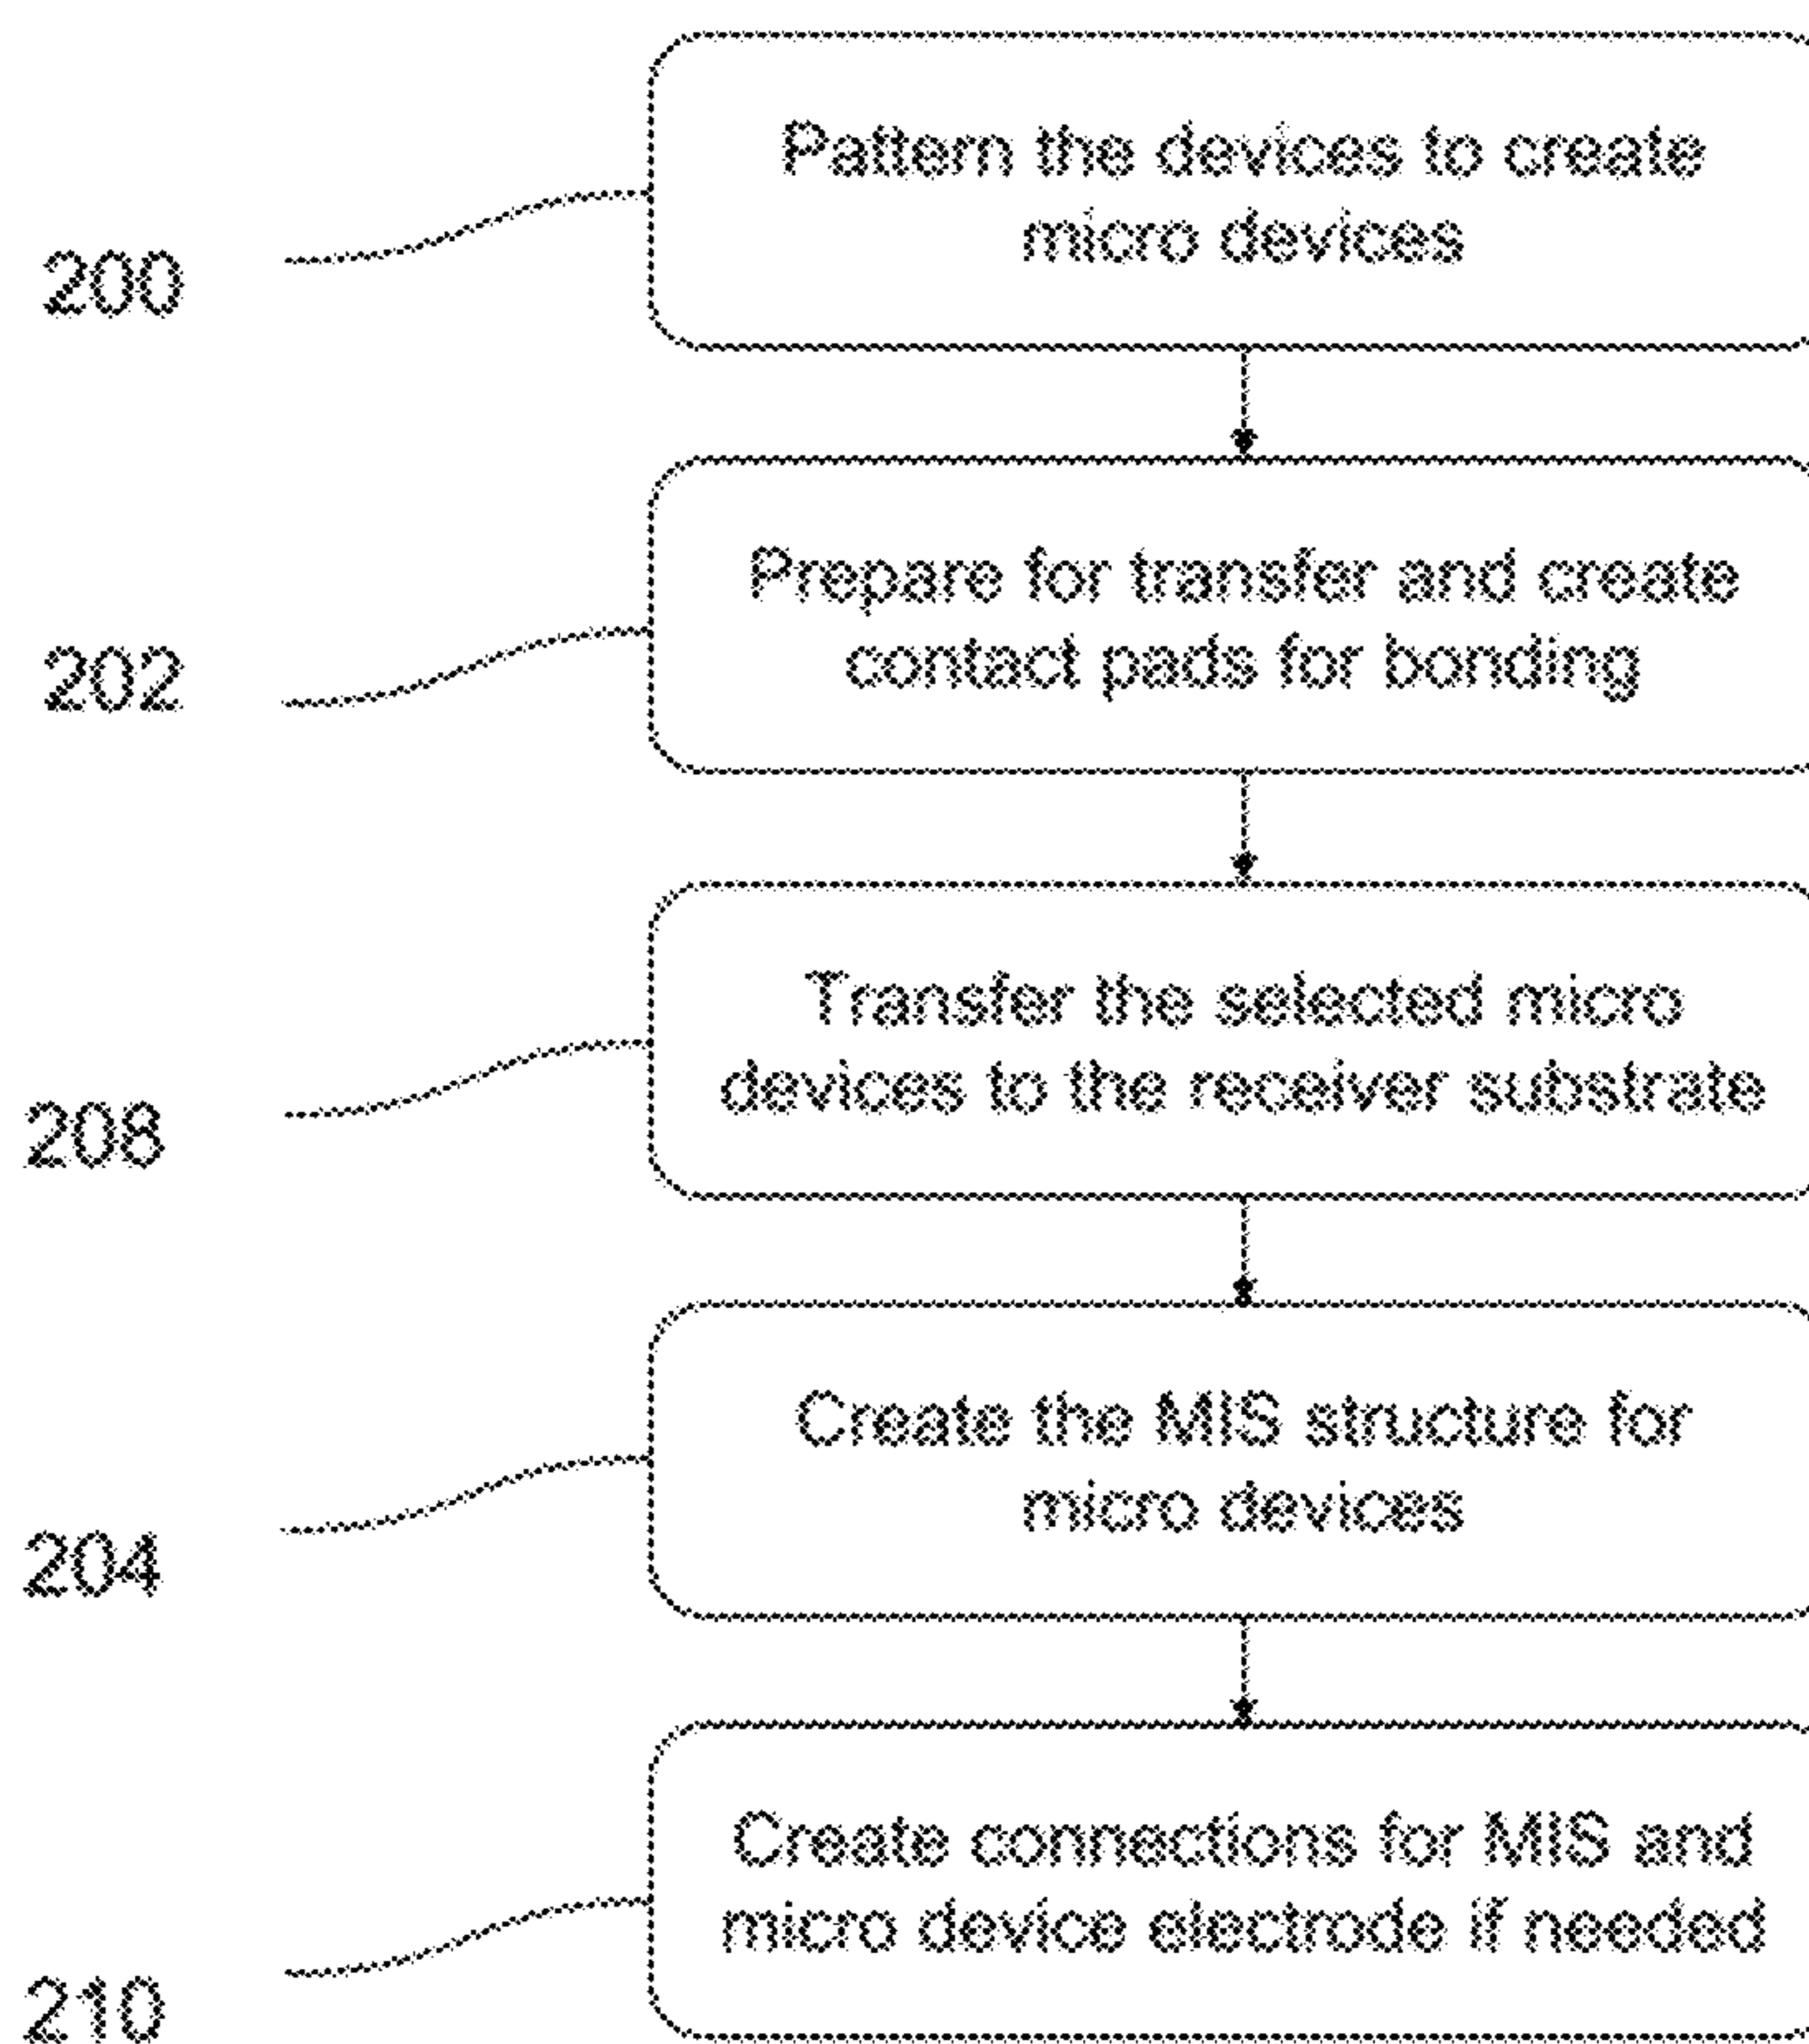 Pattern the devices to create
micro devices
200
Prepare for transfer and create
contact pads for bonding
202
Transfer the selected micro
devices to the receiver substrate
208
Create the MIS structure for
micro devices
204
Create connections for MIS and
micro device electrode if needed
210